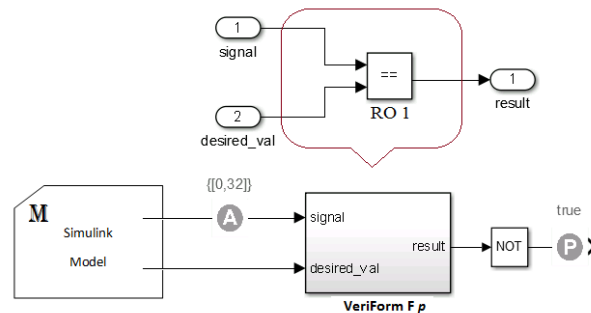 1
signal
==
RO 1
1
result
2
desired_val
{[0,32]}
true
M
Simulink
Model
A
signal
desired_val
result
NOT
P
VeriForm F p